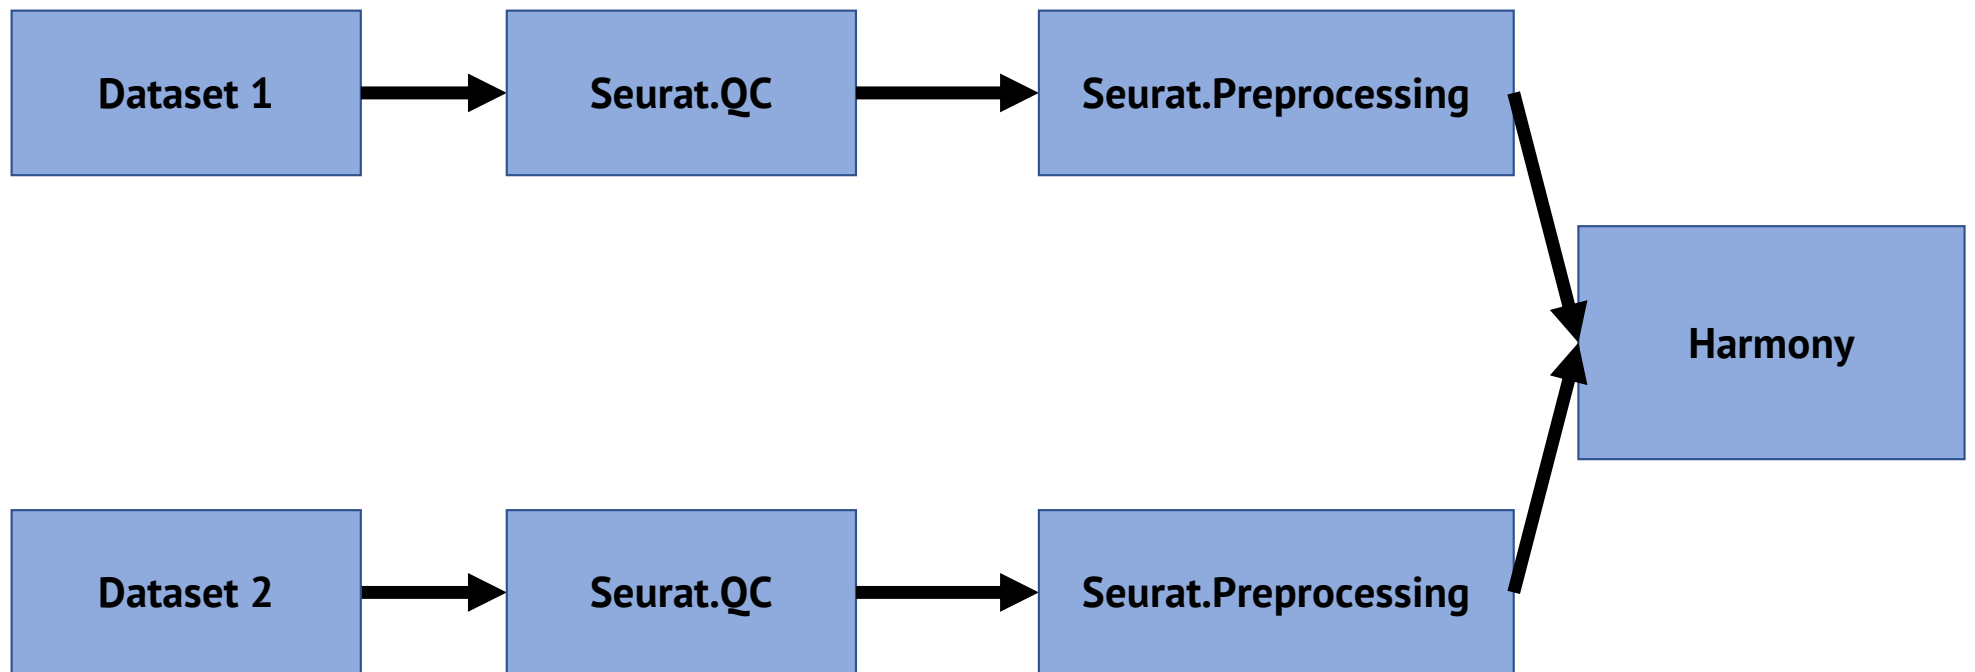 Dataset 1
Seurat.QC
Seurat.Preprocessing
Harmony
Dataset 2
Seurat.QC
Seurat.Preprocessing